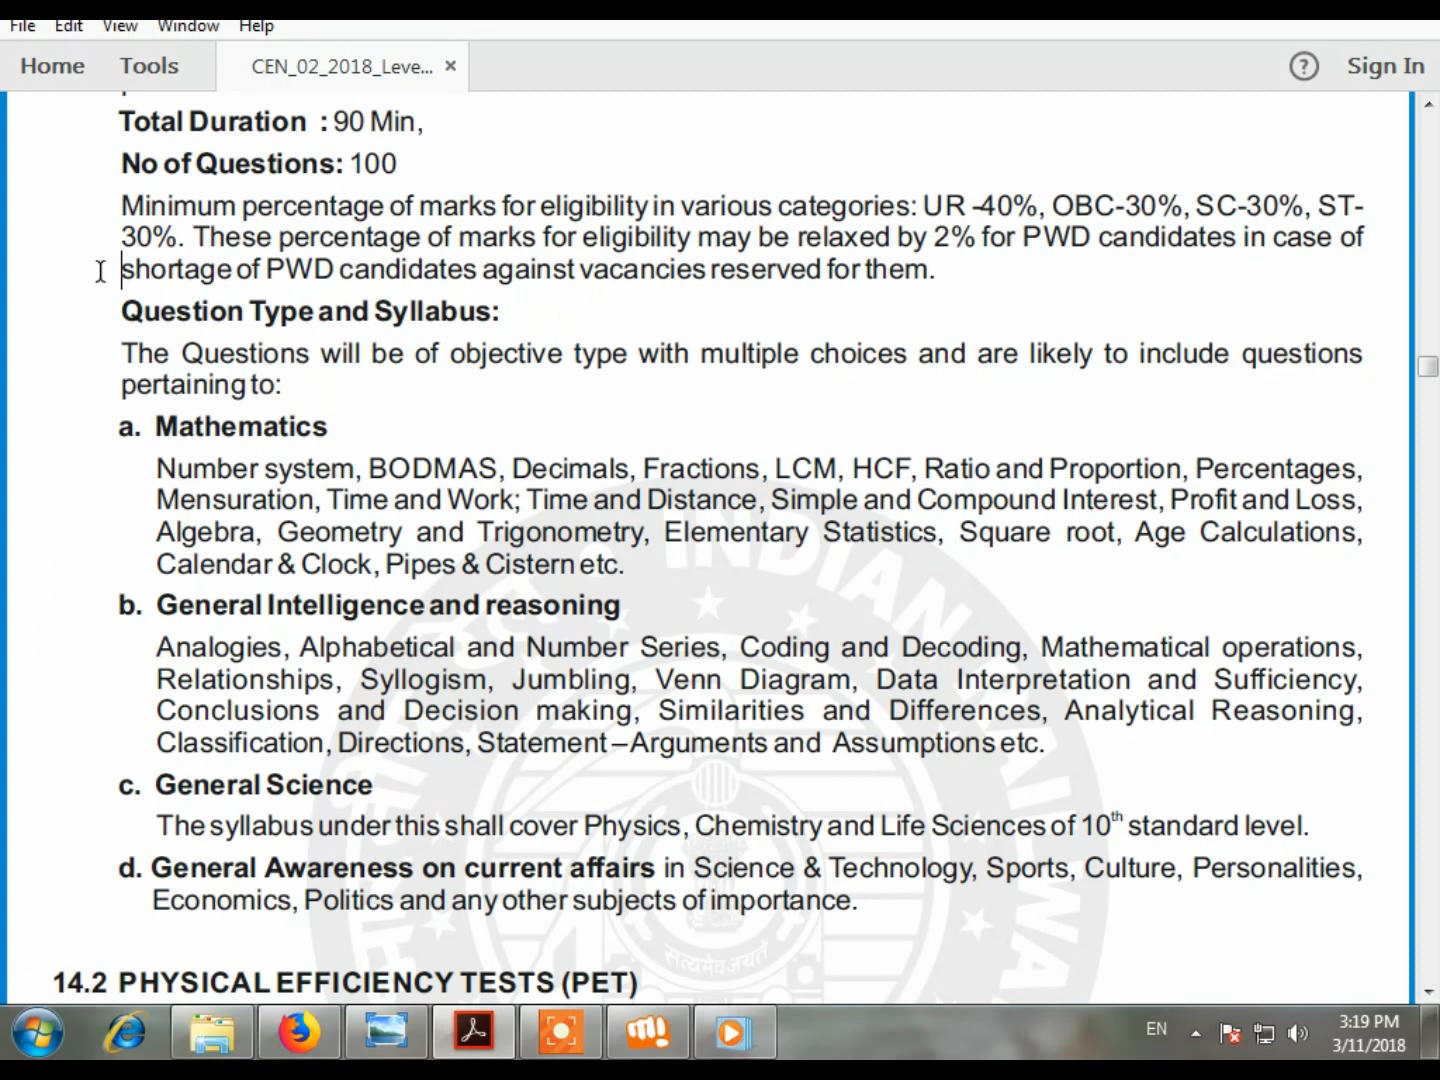 File Edit View Window Help
Home Tools CEN_02_2018_Leve... × ? Sign In
Total Duration : 90 Min,
No of Questions: 100
Minimum percentage of marks for eligibility in various categories: UR -40%, OBC-30%, SC-30%, ST-
30%. These percentage of marks for eligibility may be relaxed by 2% for PWD candidates in case of
shortage of PWD candidates against vacancies reserved for them.
Question Type and Syllabus:
The Questions will be of objective type with multiple choices and are likely to include questions
pertaining to:
a. Mathematics
Number system, BODMAS, Decimals, Fractions, LCM, HCF, Ratio and Proportion, Percentages,
Mensuration, Time and Work; Time and Distance, Simple and Compound Interest, Profit and Loss,
Algebra, Geometry and Trigonometry, Elementary Statistics, Square root, Age Calculations,
Calendar & Clock, Pipes & Cistern etc.
b. General Intelligence and reasoning
Analogies, Alphabetical and Number Series, Coding and Decoding, Mathematical operations,
Relationships, Syllogism, Jumbling, Venn Diagram, Data Interpretation and Sufficiency,
Conclusions and Decision making, Similarities and Differences, Analytical Reasoning,
Classification, Directions, Statement – Arguments and Assumptions etc.
c. General Science
The syllabus under this shall cover Physics, Chemistry and Life Sciences of 10th standard level.
d. General Awareness on current affairs in Science & Technology, Sports, Culture, Personalities,
Economics, Politics and any other subjects of importance.
14.2 PHYSICAL EFFICIENCY TESTS (PET)
INDIAN
सत्यमेव जयते
EN 3:19 PM
3/11/2018